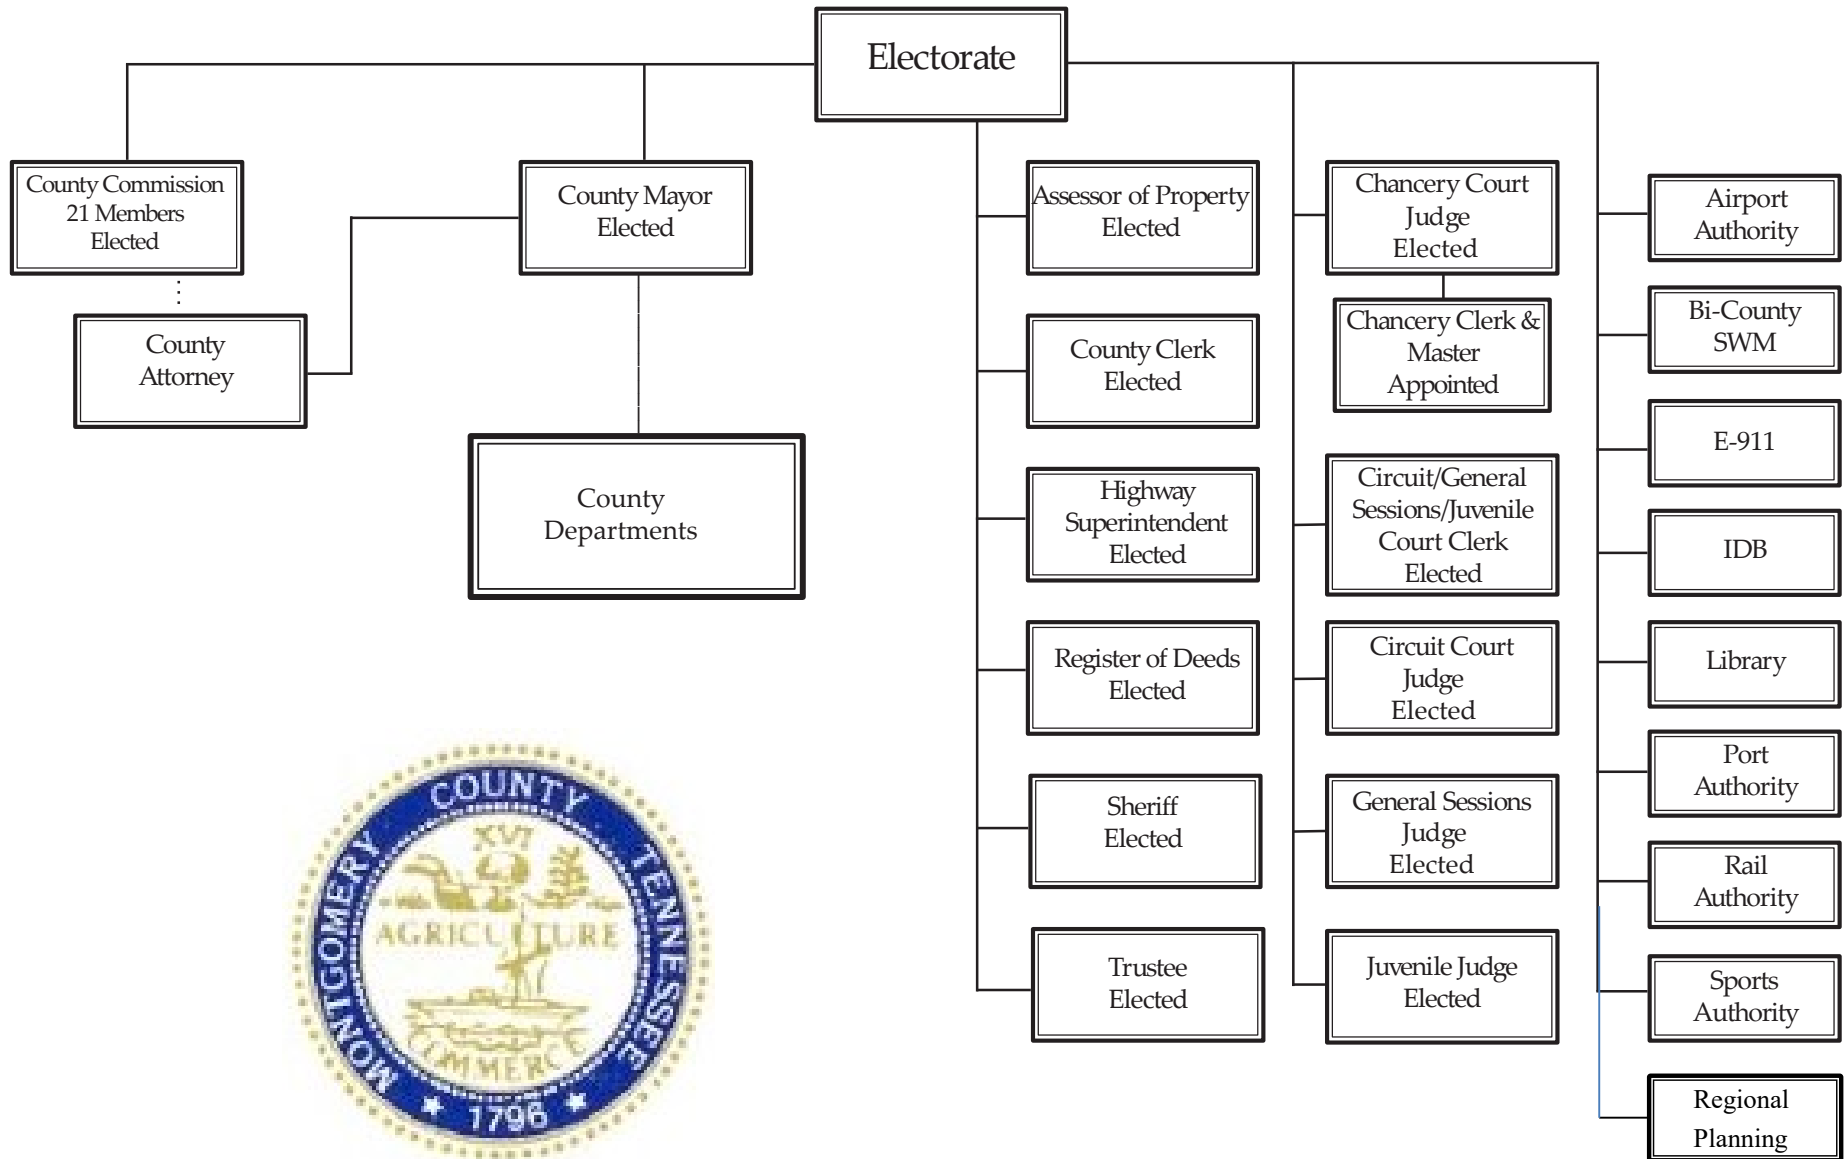 Electorate
County Commission
21 Members
Elected
County Mayor
Elected
County
Attorney
County
Departments
Assessor of Property
Elected
County Clerk
Elected
Highway
Superintendent
Elected
Register of Deeds
Elected
Sheriff
Elected
Trustee
Elected
Chancery Court
Judge
Elected
Chancery Clerk &
Master
Appointed
Circuit/General
Sessions/Juvenile
Court Clerk
Elected
Circuit Court
Judge
Elected
General Sessions
Judge
Elected
Juvenile Judge
Elected
Airport
Authority
Bi-County
SWM
E-911
IDB
Library
Port
Authority
Rail
Authority
Sports
Authority
Regional
Planning
MONTGOMERY COUNTY TENNESSEE
XVI
AGRICULTURE
COMMERCE
1796